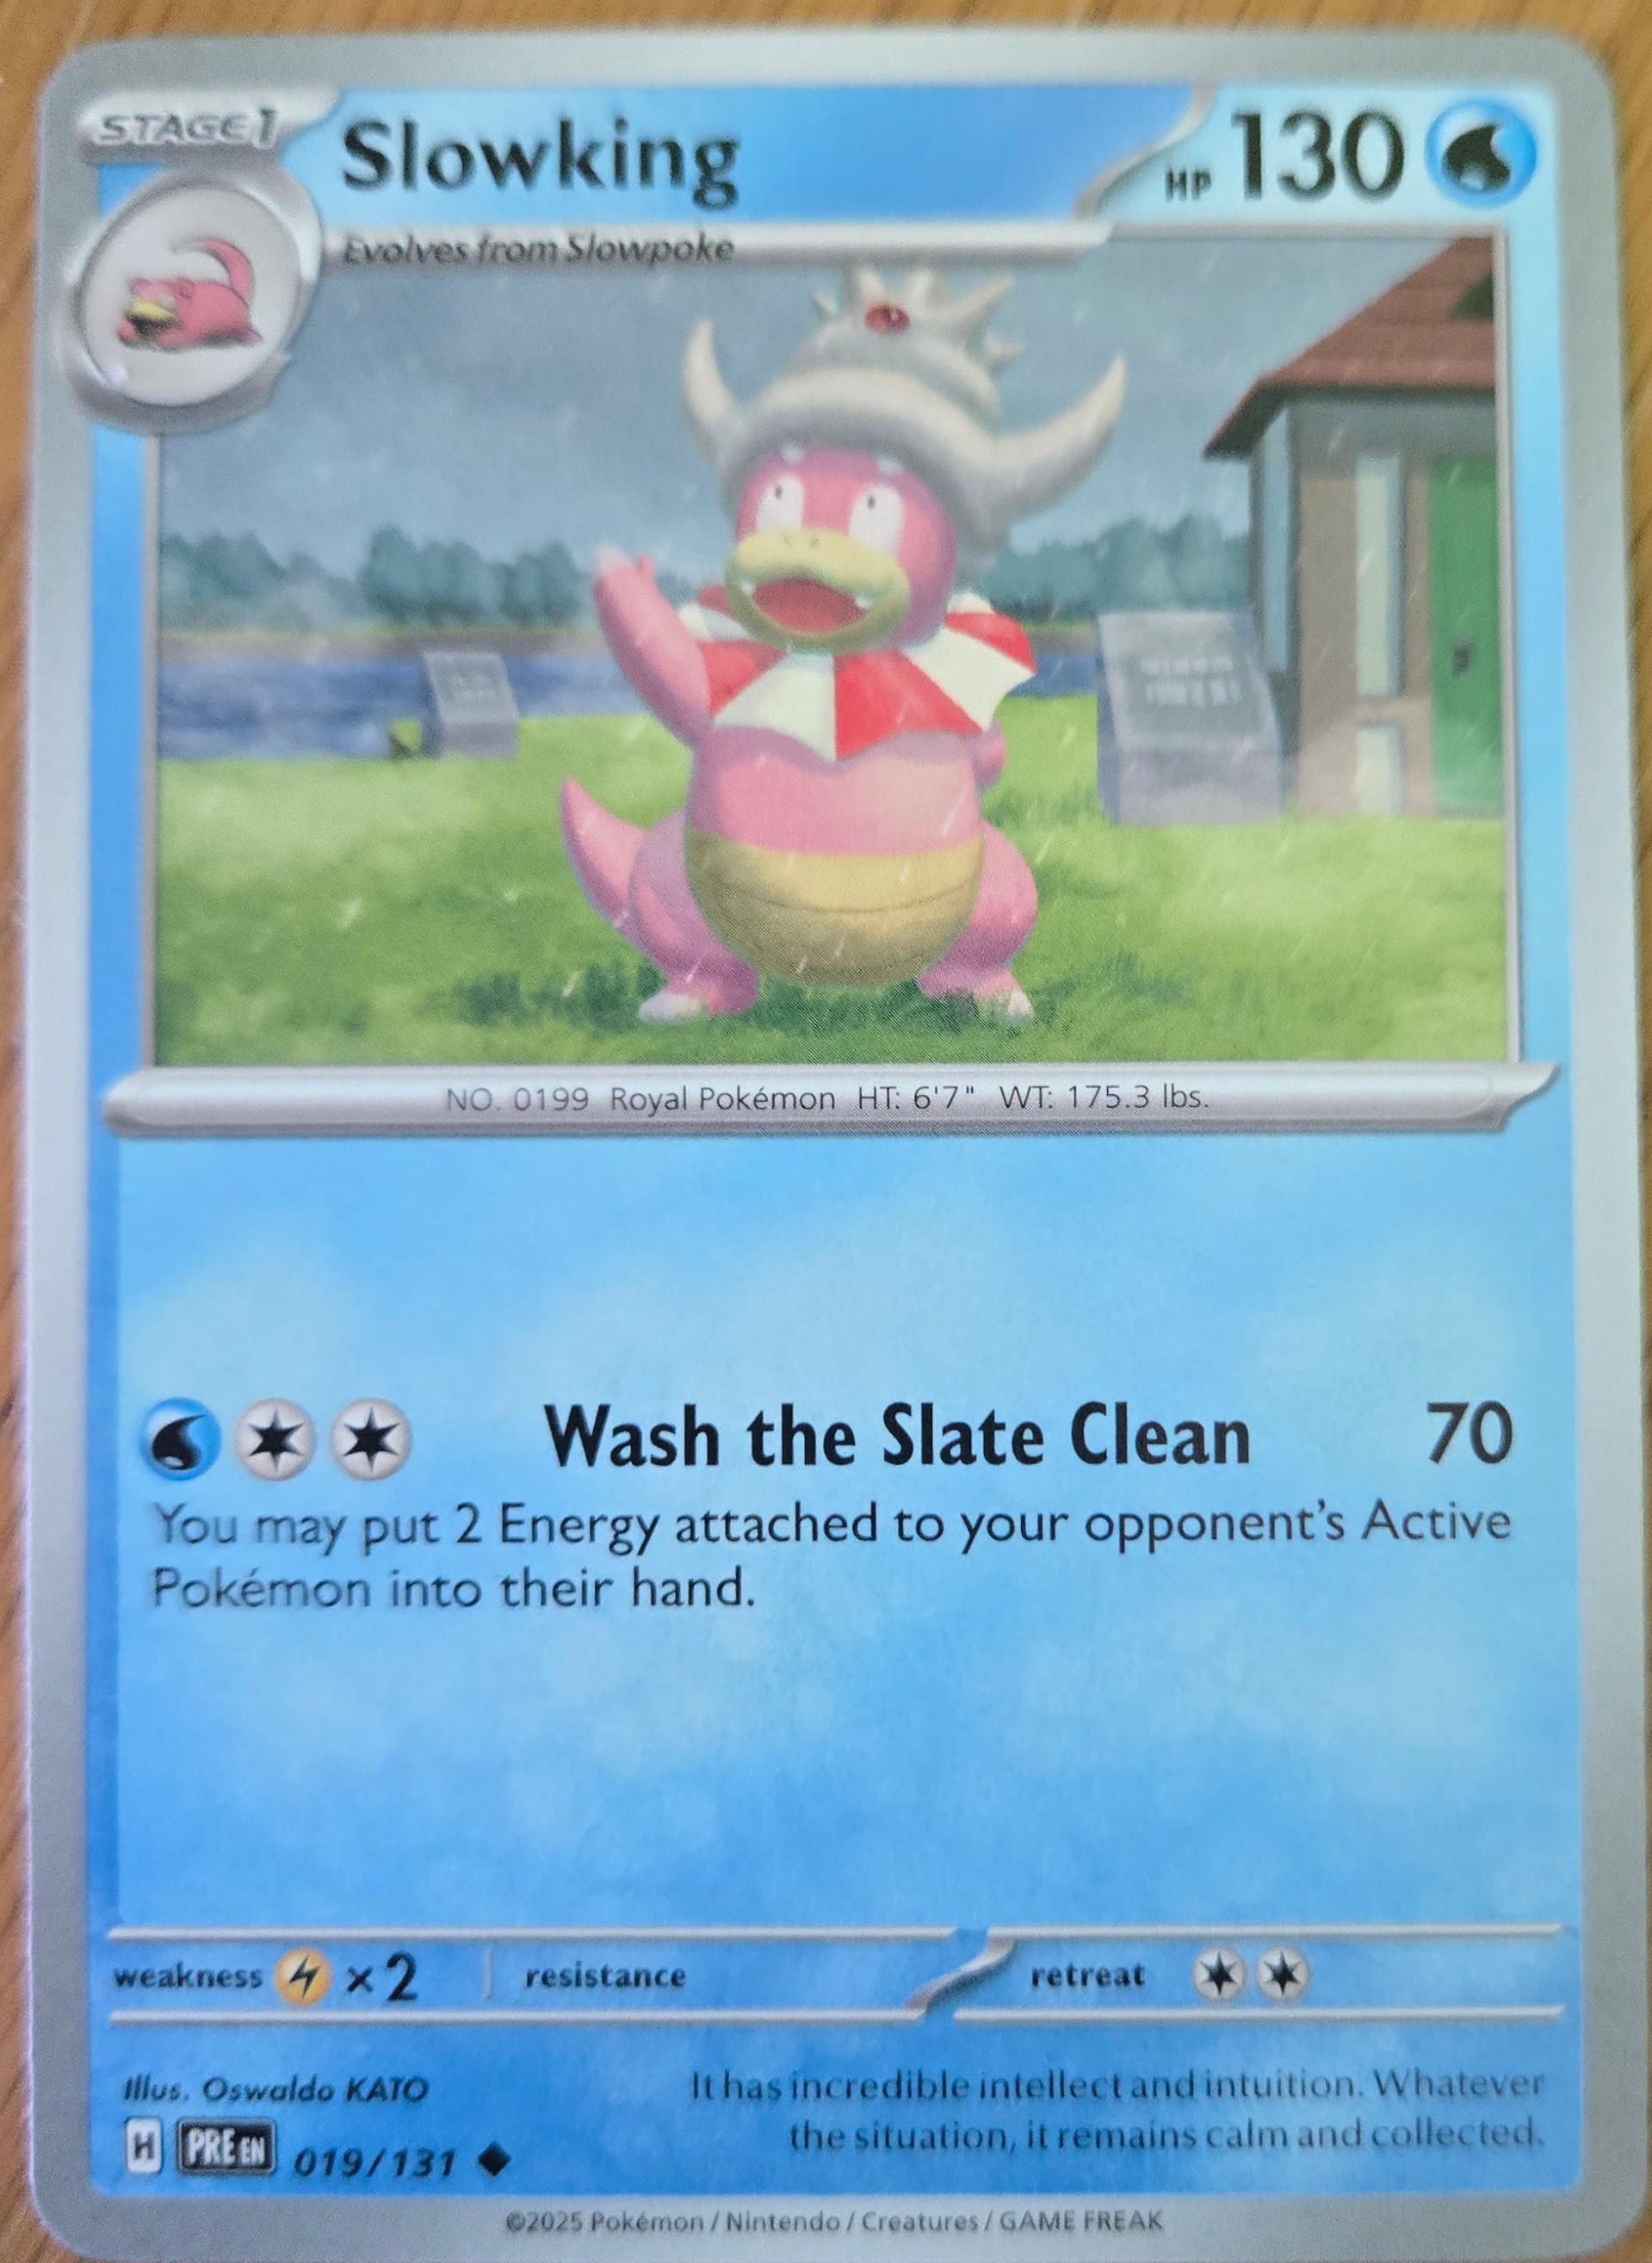 STAGE 1
Slowking
HP 130
Evolves from Slowpoke
NO. 0199 Royal Pokémon HT: 6'7" WT: 175.3 lbs.
Wash the Slate Clean 70
You may put 2 Energy attached to your opponent's Active
Pokémon into their hand.
weakness ×2 resistance retreat
Illus. Oswaldo KATO
It has incredible intellect and intuition. Whatever
the situation, it remains calm and collected.
H PRE EN 019/131
©2025 Pokémon / Nintendo / Creatures / GAME FREAK